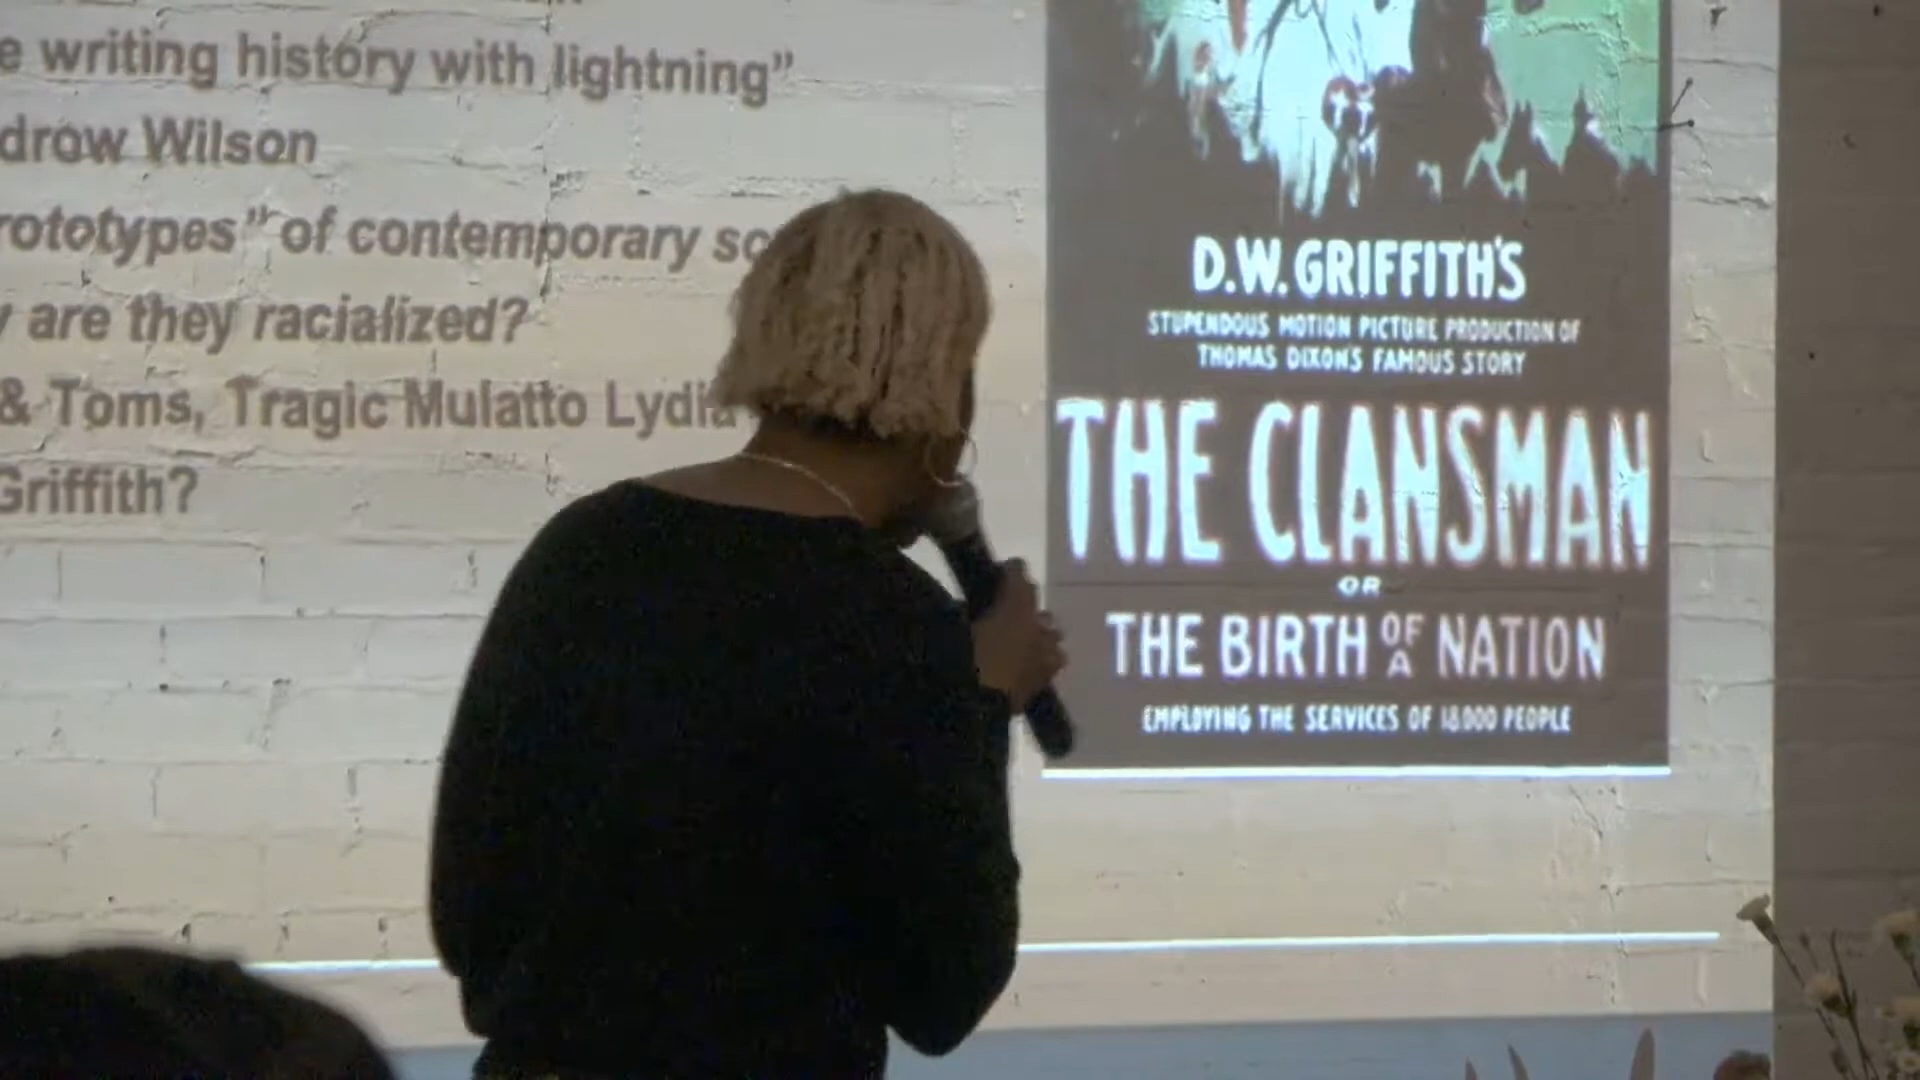 e writing history with lightning”
drow Wilson
rototypes” of contemporary sc
y are they racialized?
& Toms, Tragic Mulatto Lydia
Griffith?
D.W. GRIFFITH'S
STUPENDOUS MOTION PICTURE PRODUCTION OF
THOMAS DIXON'S FAMOUS STORY
THE CLANSMAN
OR
THE BIRTH OF A NATION
EMPLOYING THE SERVICES OF 18000 PEOPLE